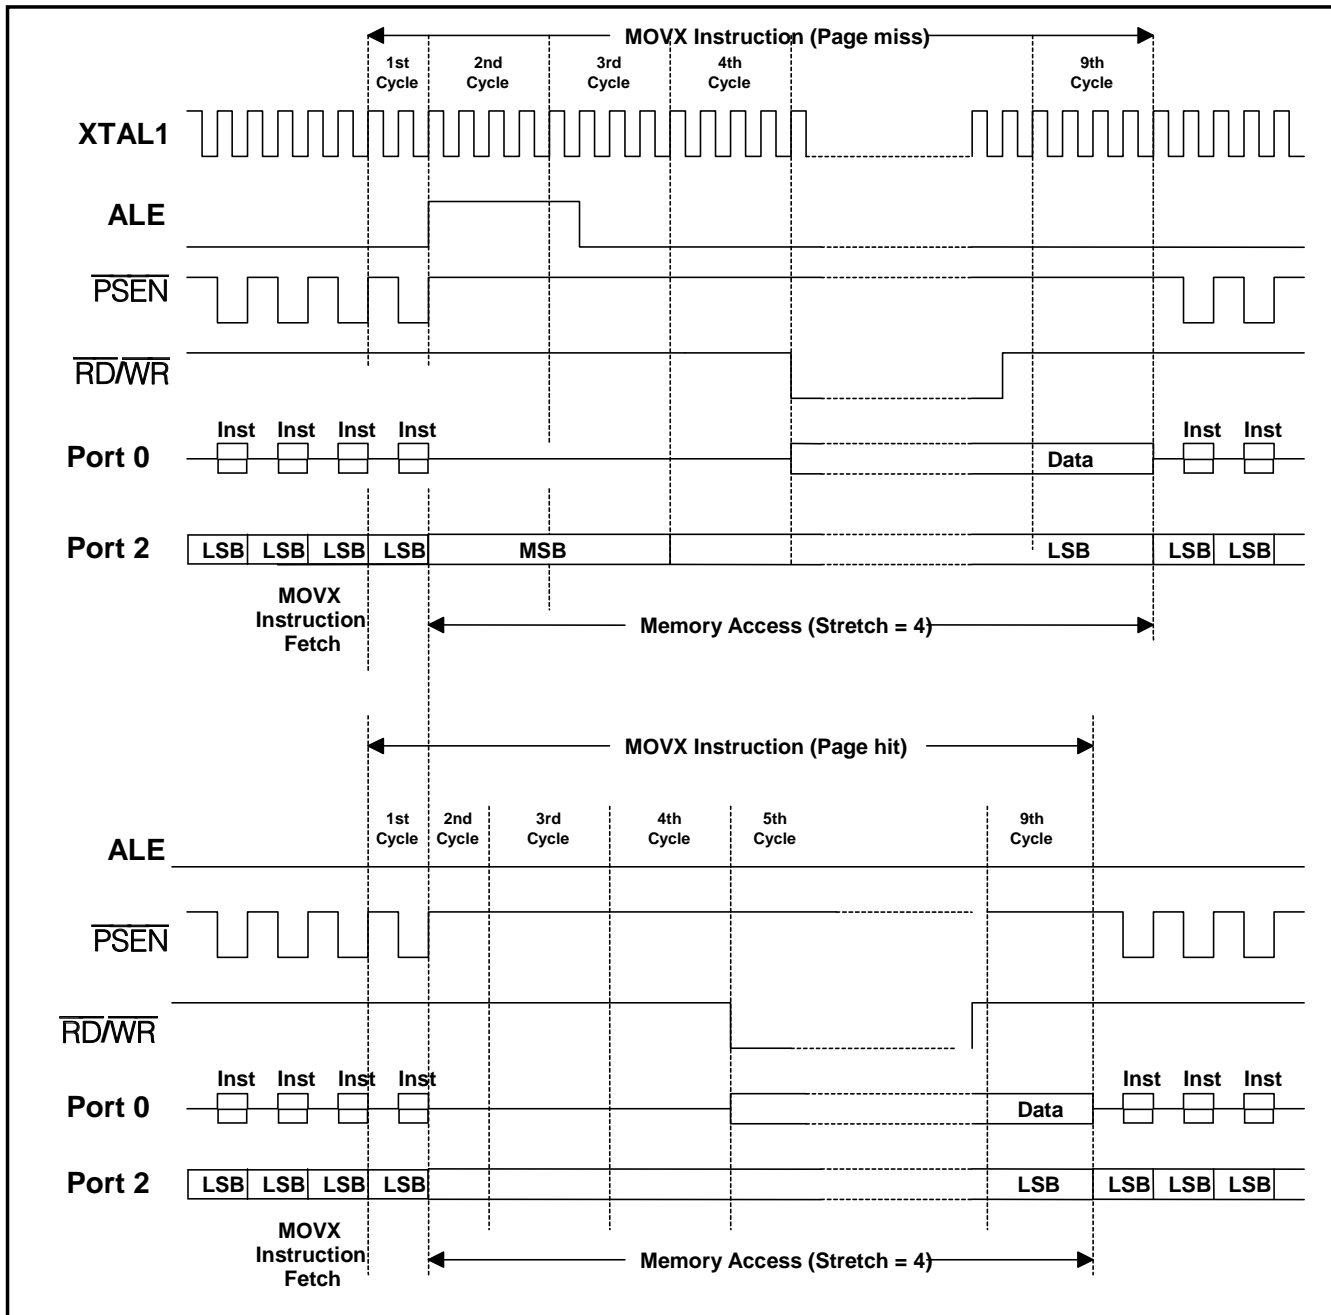 MOVX Instruction (Page miss)
1st Cycle
2nd Cycle
3rd Cycle
4th Cycle
9th Cycle
XTAL1
ALE
PSEN
RD/WR
Inst Inst Inst Inst Inst Inst
Port 0
Data
Port 2
LSB LSB LSB LSB MSB LSB LSB LSB
MOVX
Instruction
Fetch
Memory Access (Stretch = 4)
MOVX Instruction (Page hit)
1st Cycle
2nd Cycle
3rd Cycle
4th Cycle
5th Cycle
9th Cycle
ALE
PSEN
RD/WR
Inst Inst Inst Inst Inst Inst Inst
Port 0
Data
Port 2
LSB LSB LSB LSB LSB LSB LSB LSB
MOVX
Instruction
Fetch
Memory Access (Stretch = 4)